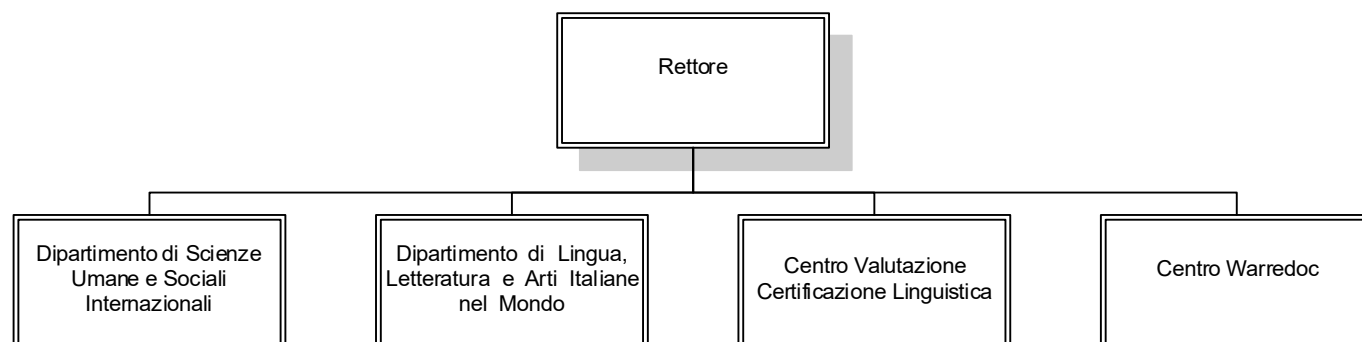 Rettore
Dipartimento di Scienze
Umane e Sociali
Internazionali
Dipartimento di Lingua,
Letteratura e Arti Italiane
nel Mondo
Centro Valutazione
Certificazione Linguistica
Centro Warredoc